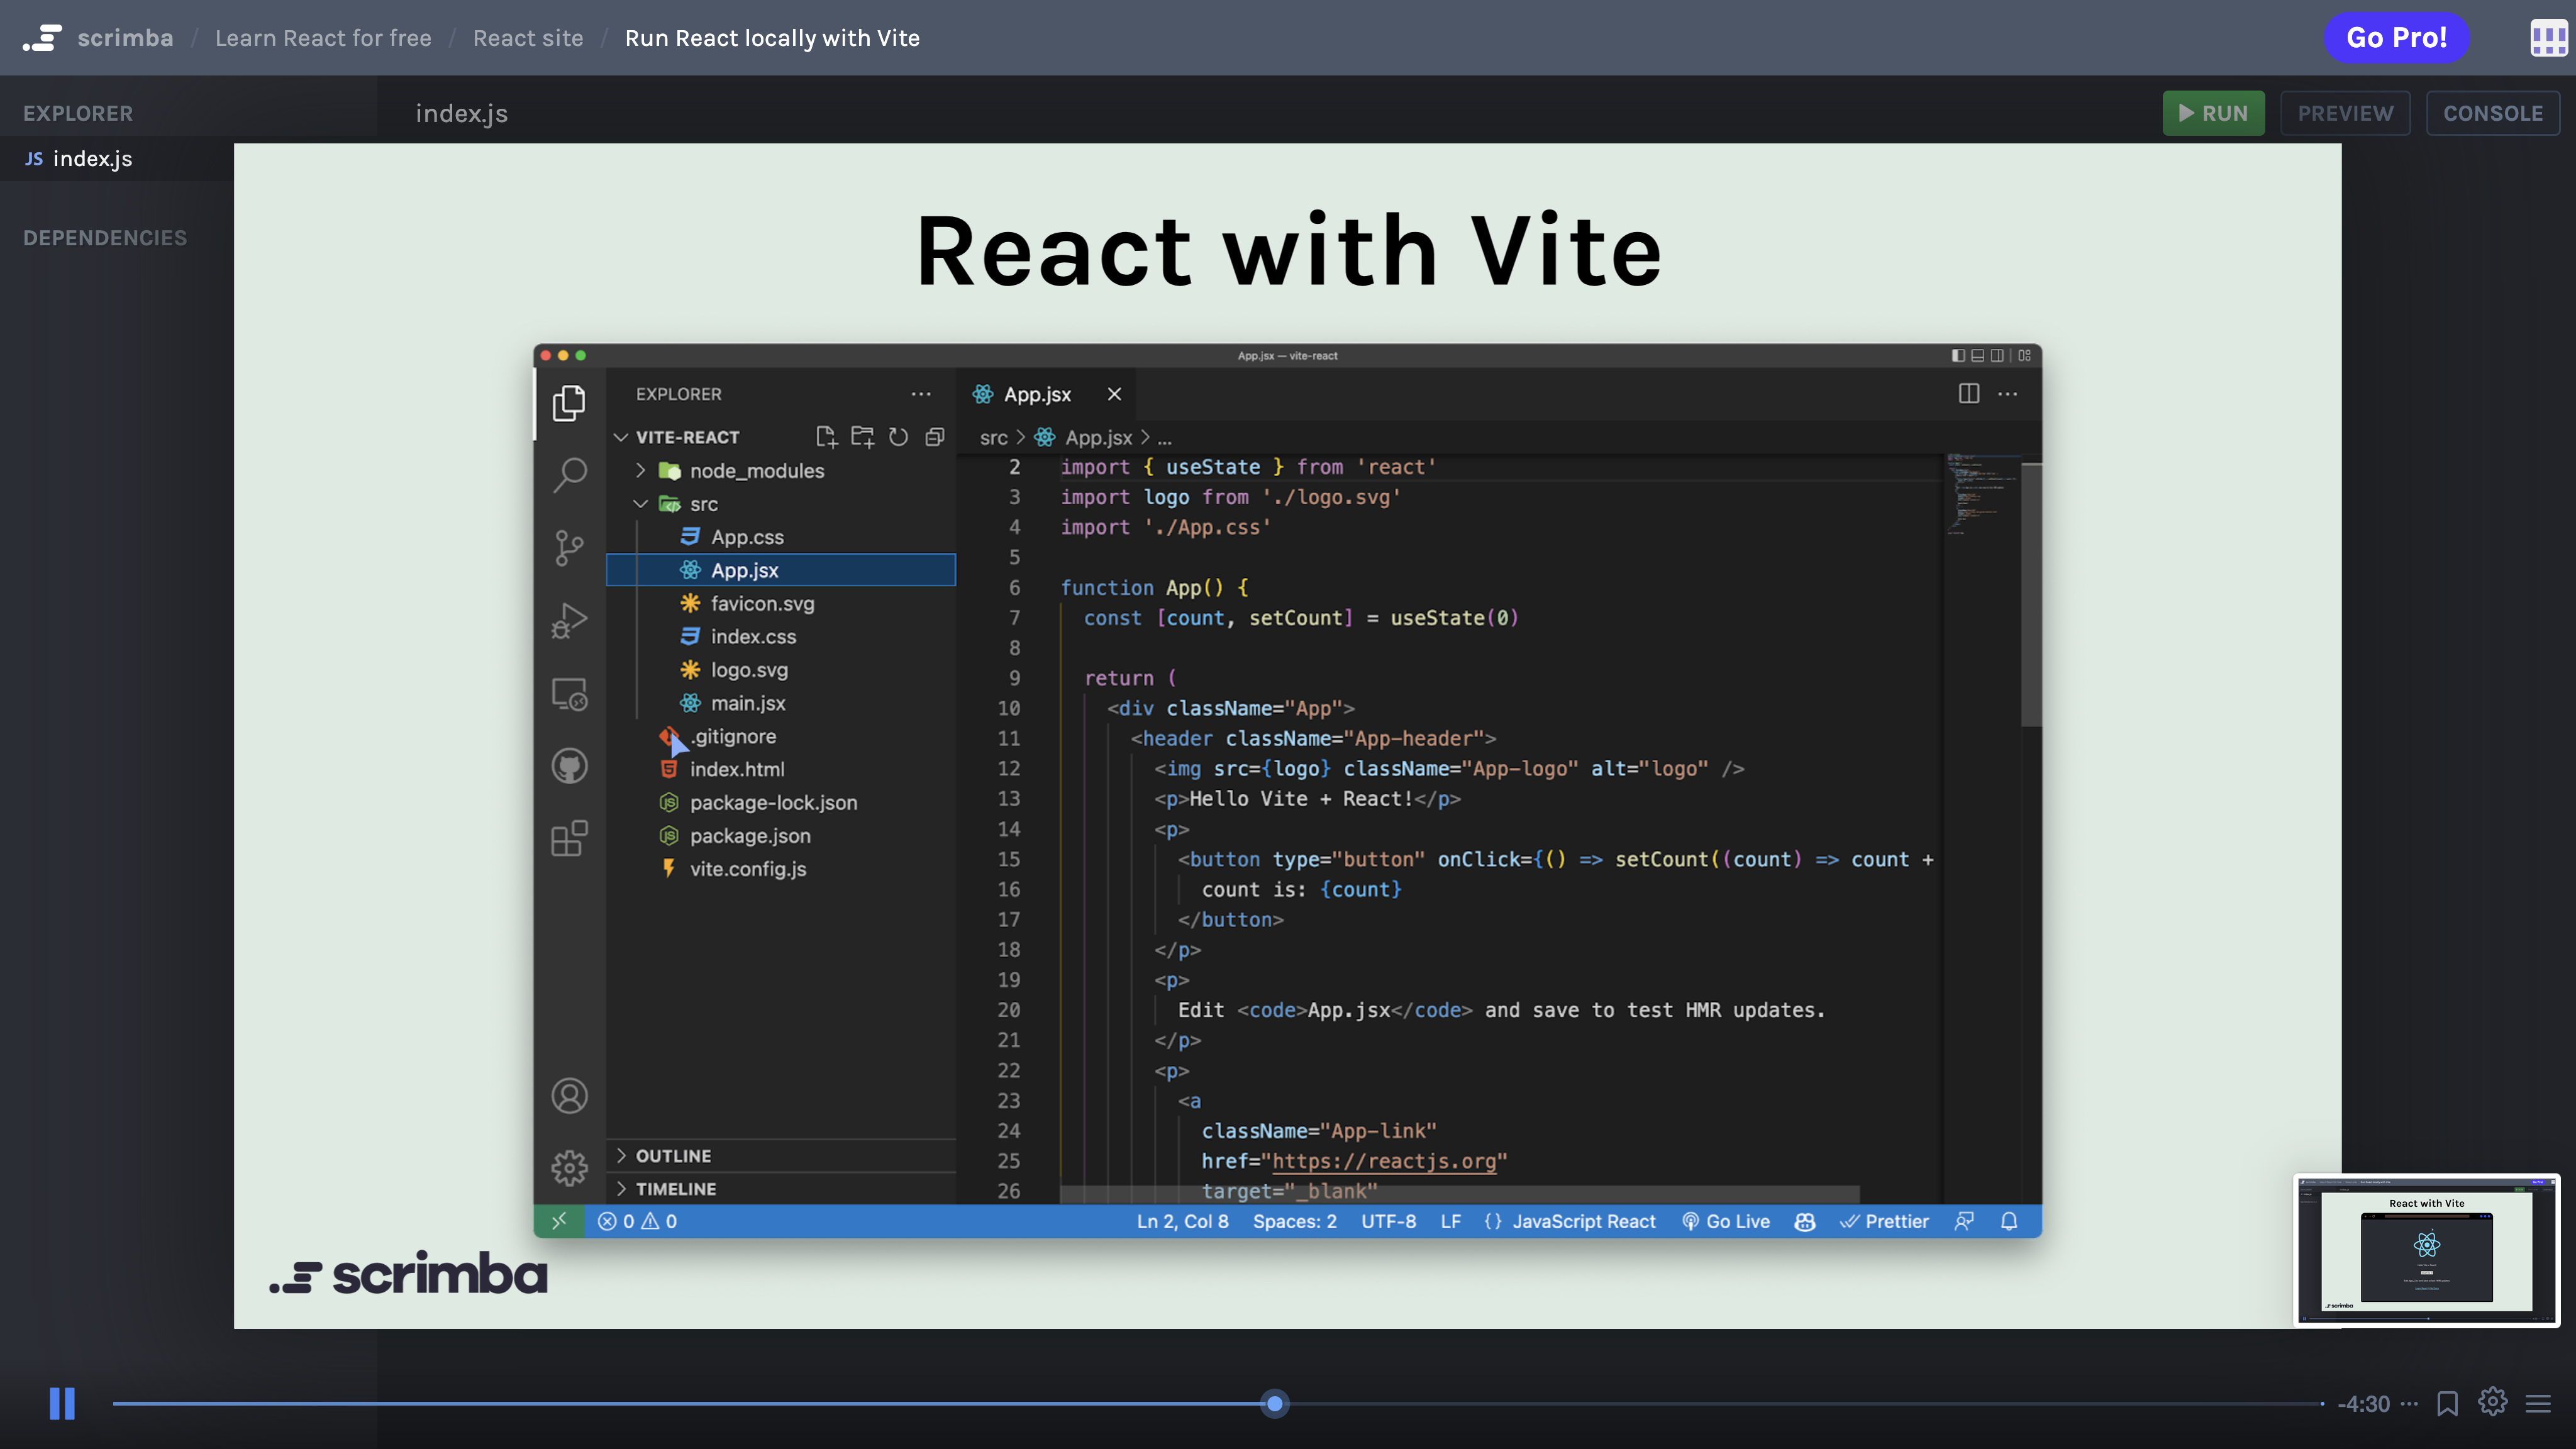 scrimba / Learn React for free / React site / Run React locally with Vite
Go Pro!
EXPLORER
index.js
RUN
PREVIEW
CONSOLE
JS index.js
DEPENDENCIES
React with Vite
App.jsx — vite-react
EXPLORER
App.jsx
VITE-REACT
src > App.jsx > ...
node_modules
src
App.css
App.jsx
favicon.svg
index.css
logo.svg
main.jsx
.gitignore
index.html
package-lock.json
package.json
vite.config.js
OUTLINE
TIMELINE
2 import { useState } from 'react'
3 import logo from './logo.svg'
4 import './App.css'
5
6 function App() {
7 const [count, setCount] = useState(0)
8
9 return (
10 <div className="App">
11 <header className="App-header">
12 <img src={logo} className="App-logo" alt="logo" />
13 <p>Hello Vite + React!</p>
14 <p>
15 <button type="button" onClick={() => setCount((count) => count +
16 count is: {count}
17 </button>
18 </p>
19 <p>
20 Edit <code>App.jsx</code> and save to test HMR updates.
21 </p>
22 <p>
23 <a
24 className="App-link"
25 href="https://reactjs.org"
26 target="_blank"
0 0
Ln 2, Col 8
Spaces: 2
UTF-8
LF
{} JavaScript React
Go Live
Prettier
scrimba
React with Vite
scrimba
-4:30